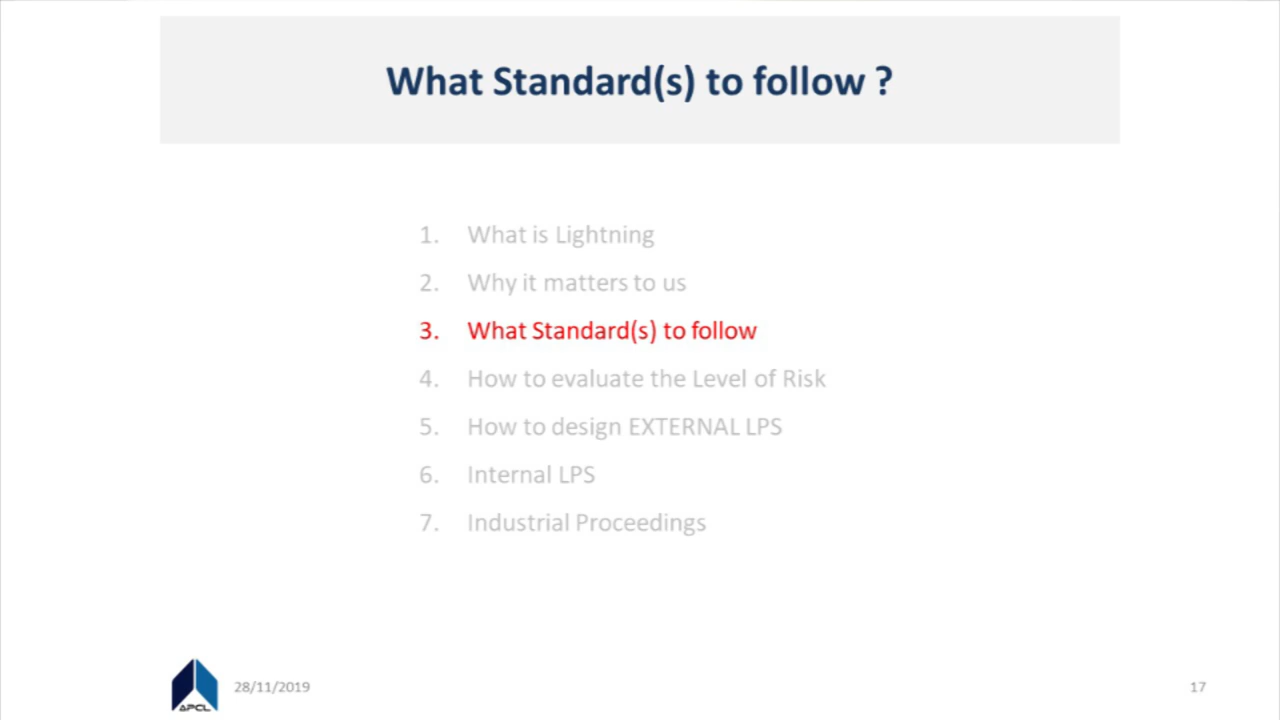 What Standard(s) to follow ?
1. What is Lightning
2. Why it matters to us
3. What Standard(s) to follow
4. How to evaluate the Level of Risk
5. How to design EXTERNAL LPS
6. Internal LPS
7. Industrial Proceedings
APCL
28/11/2019
17